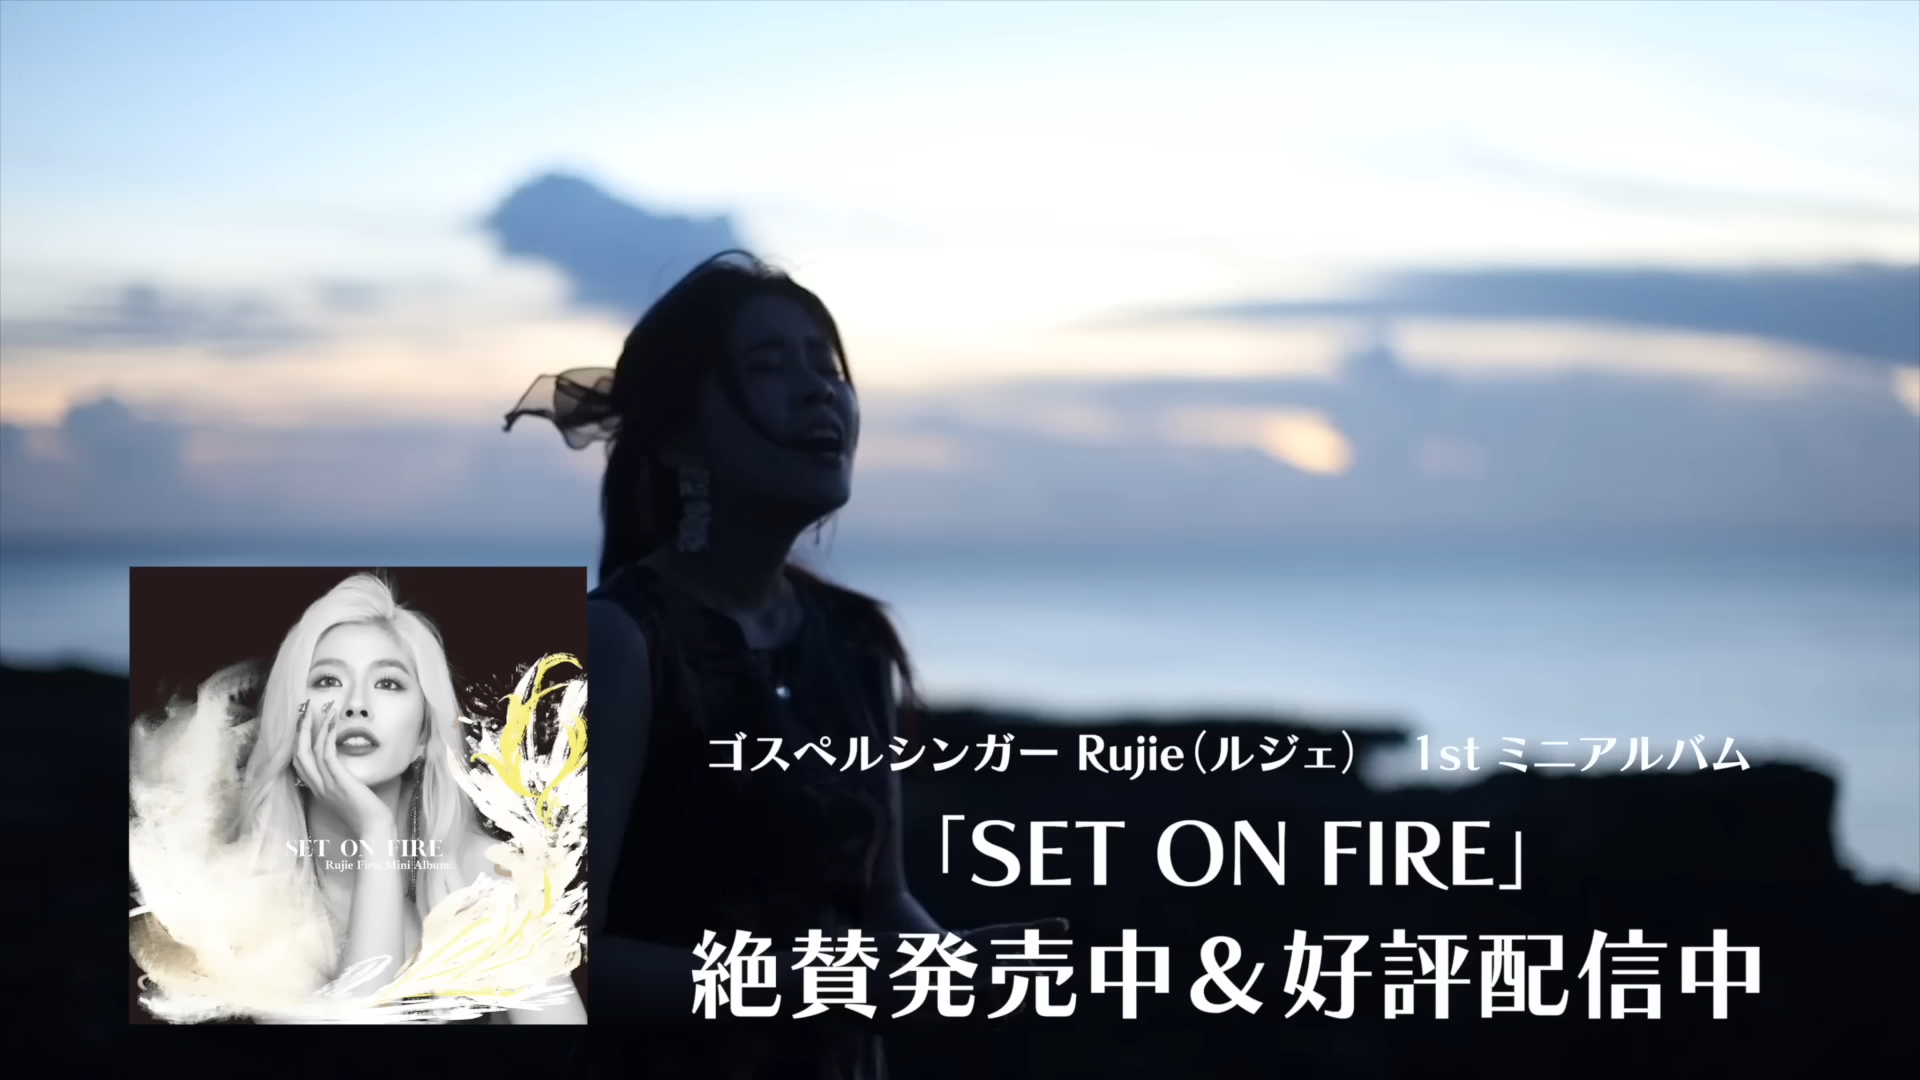 ゴスペルシンガー Rujie（ルジェ）　1st ミニアルバム
「SET ON FIRE」
絶賛発売中＆好評配信中
SET ON FIRE
Rujie First Mini Album